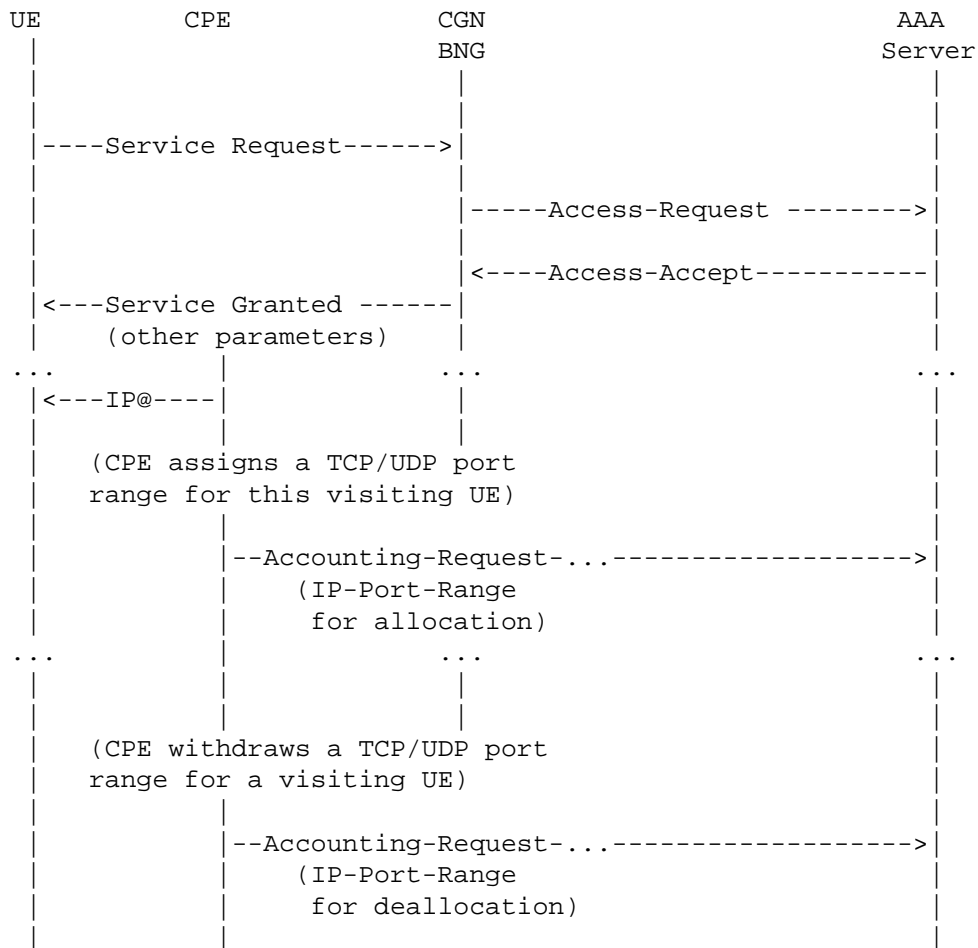 UE CPE CGN AAA
BNG Server
----Service Request------>
-----Access-Request -------->
<----Access-Accept-----------
<---Service Granted ------
(other parameters)
... ... ...
<---IP@----
(CPE assigns a TCP/UDP port
range for this visiting UE)
--Accounting-Request-...------------------->
(IP-Port-Range
for allocation)
... ... ...
(CPE withdraws a TCP/UDP port
range for a visiting UE)
--Accounting-Request-...------------------->
(IP-Port-Range
for deallocation)